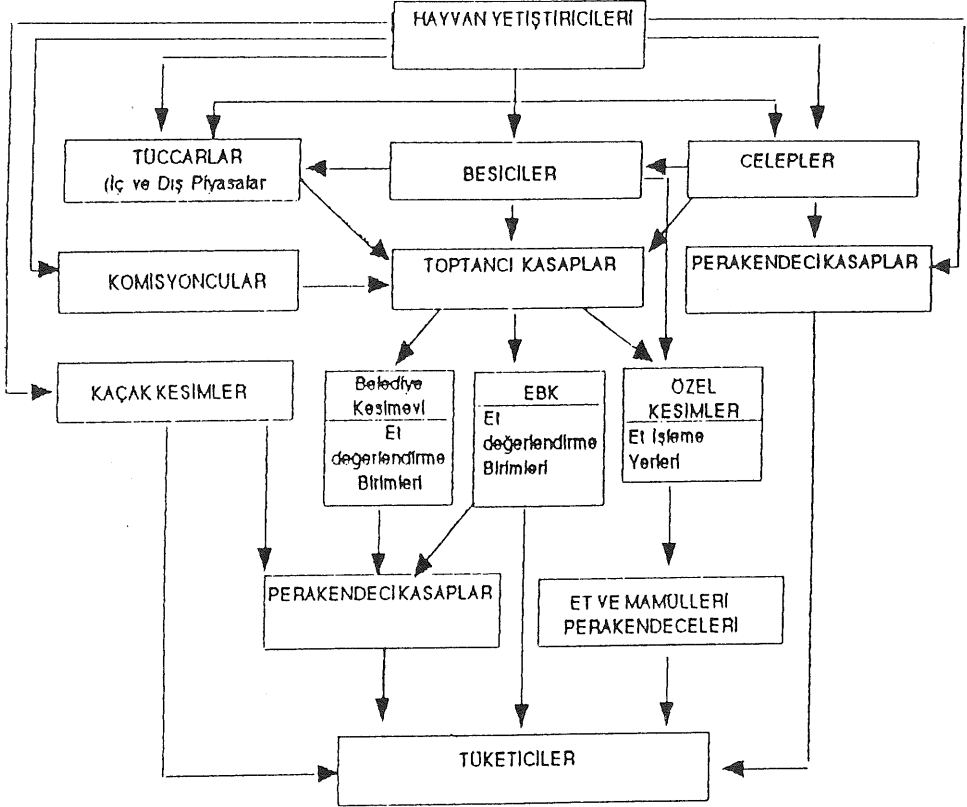 HAYVAN YETİŞTİRİCİLERİ
TÜCCARLAR
(İç ve Dış Piyasalar
BESİCİLER
CELEPLER
KOMİSYONCULAR
TOPTANCI KASAPLAR
PERAKENDECİ KASAPLAR
KAÇAK KESİMLER
Belediye
Kesimevi
Et
değerlendirme
Birimleri
EBK
Et
değerlendirme
Birimleri
ÖZEL
KESİMLER
Et İşleme
Yerleri
PERAKENDECİ KASAPLAR
ET VE MAMÜLLERİ
PERAKENDECELERİ
TÜKETİCİLER